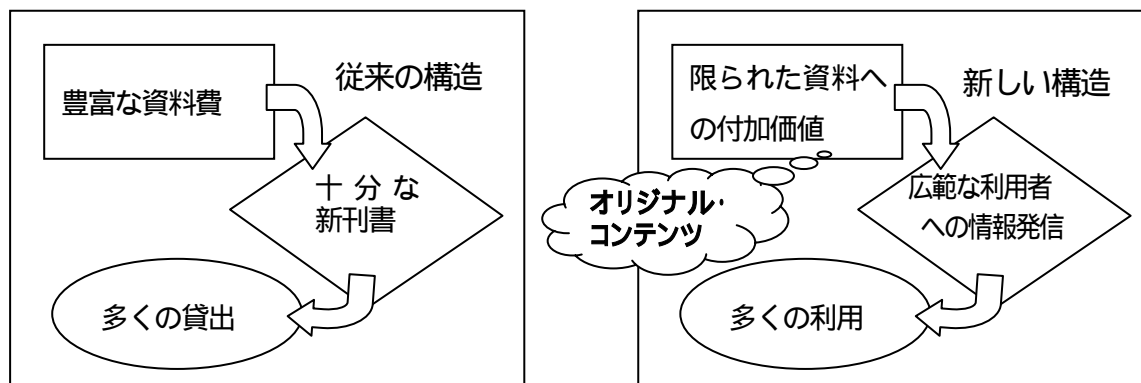 従来の構造
豊富な資料費
十分な
新刊書
多くの貸出
新しい構造
限られた資料へ
の付加価値
オリジナル・
コンテンツ
広範な利用者
への情報発信
多くの利用